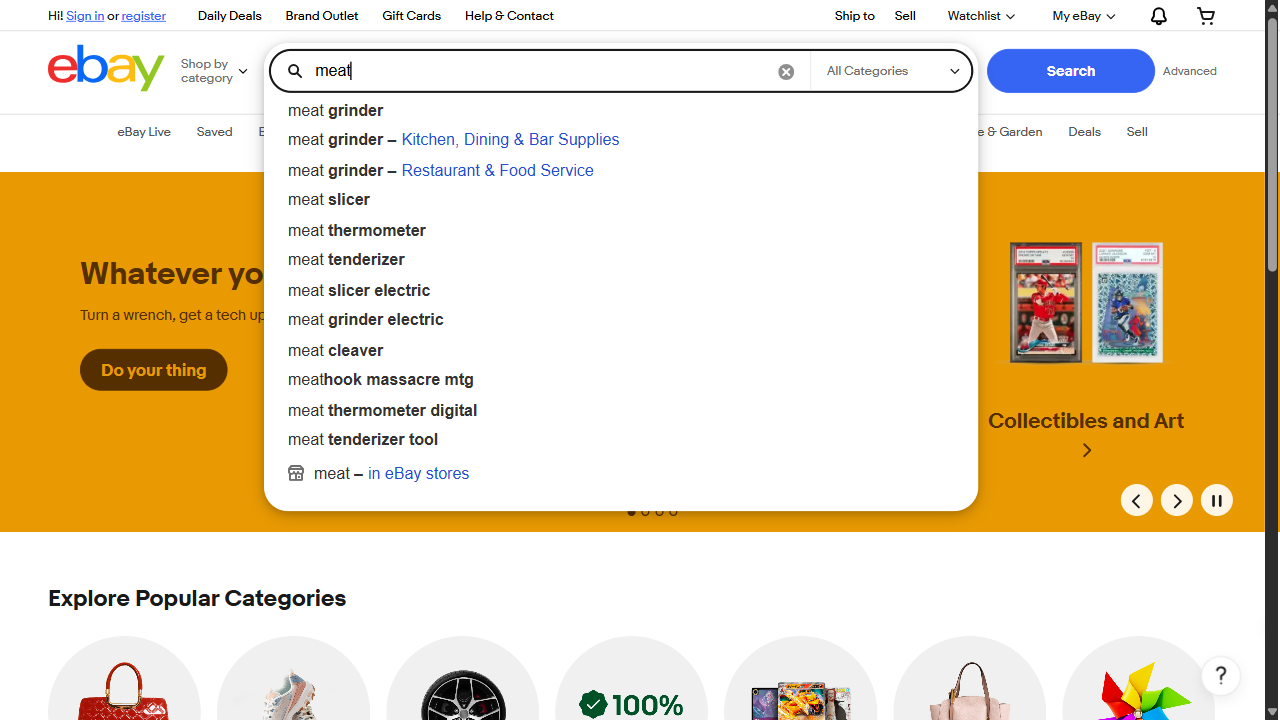 Hi! Sign in or register
Daily Deals
Brand Outlet
Gift Cards
Help & Contact
Ship to
Sell
Watchlist
My eBay
ebay
Shop by category
meat
All Categories
Search
Advanced
eBay Live
Saved
e & Garden
Deals
Sell
meat grinder
meat grinder – Kitchen, Dining & Bar Supplies
meat grinder – Restaurant & Food Service
meat slicer
meat thermometer
meat tenderizer
meat slicer electric
meat grinder electric
meat cleaver
meathook massacre mtg
meat thermometer digital
meat tenderizer tool
meat – in eBay stores
Whatever yo
Turn a wrench, get a tech up
Do your thing
Collectibles and Art
Explore Popular Categories
100%
?